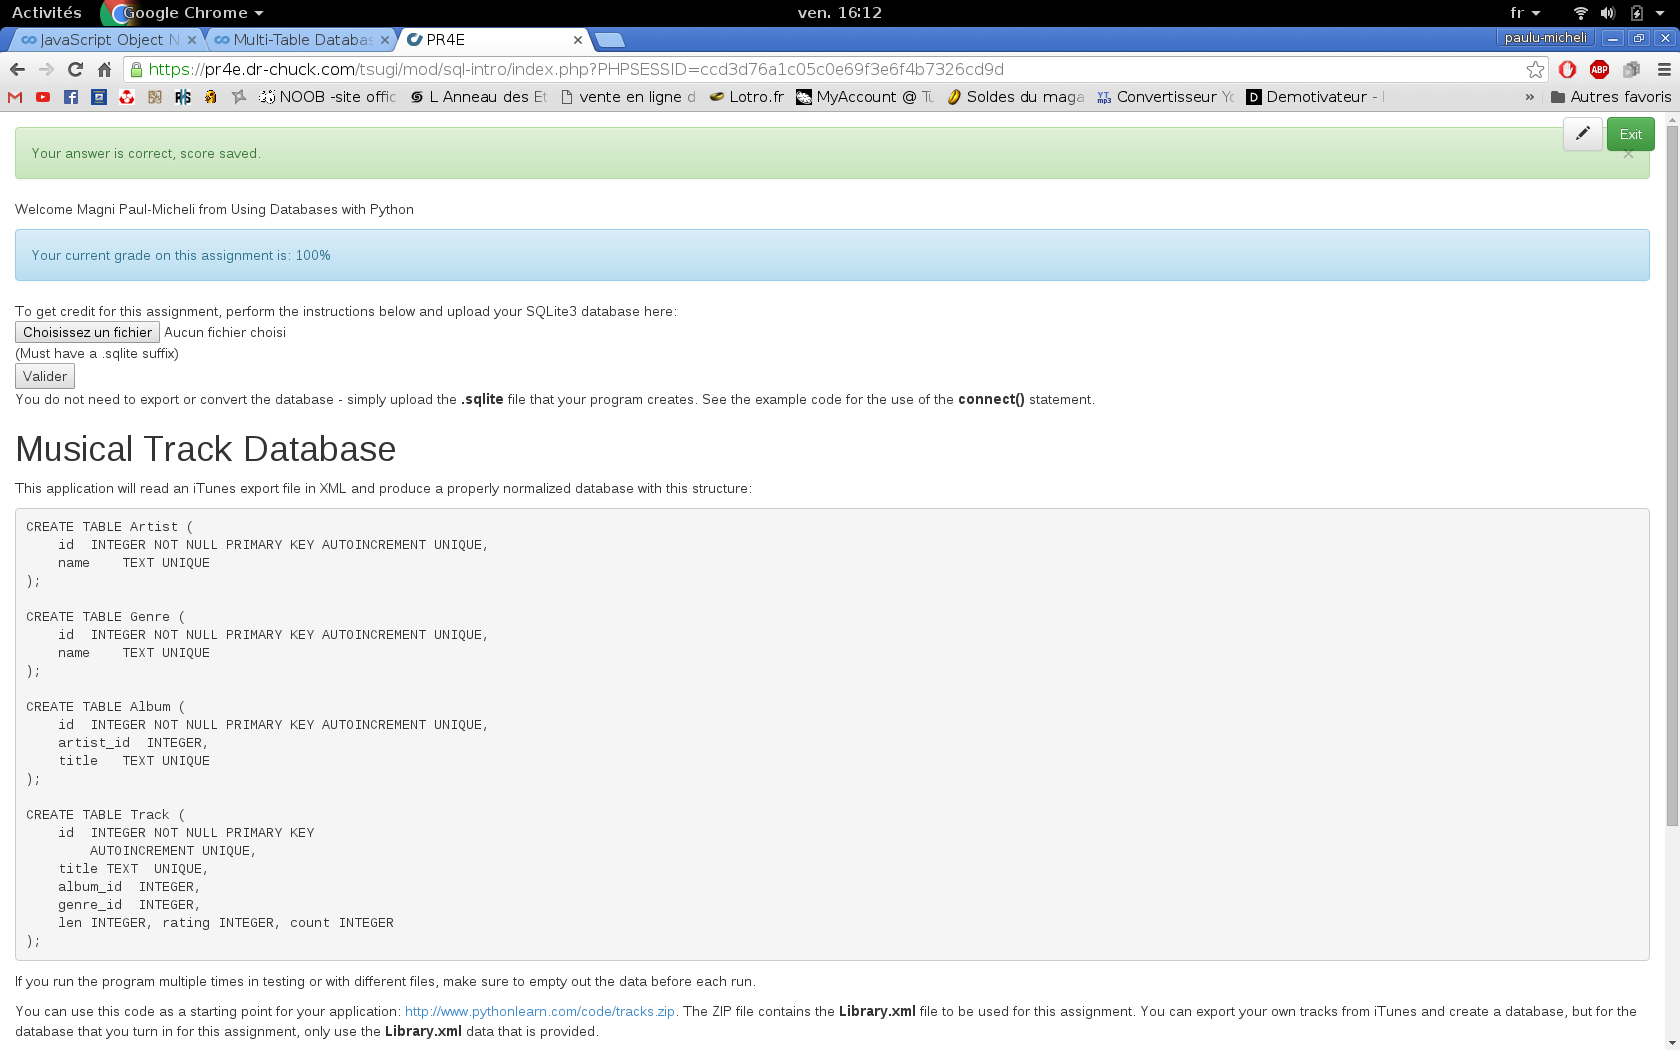 Activités Google Chrome ven. 16:12 fr
JavaScript Object N Multi-Table Databas PR4E paulu-micheli
https://pr4e.dr-chuck.com/tsugi/mod/sql-intro/index.php?PHPSESSID=ccd3d76a1c05c0e69f3e6f4b7326cd9d ABP
NOOB -site offic L Anneau des Et vente en ligne d Lotro.fr MyAccount @ Tu Soldes du maga Convertisseur Yo Demotivateur - » Autres favoris
Exit
Your answer is correct, score saved.
Welcome Magni Paul-Micheli from Using Databases with Python
Your current grade on this assignment is: 100%
To get credit for this assignment, perform the instructions below and upload your SQLite3 database here:
Choisissez un fichier Aucun fichier choisi
(Must have a .sqlite suffix)
Valider
You do not need to export or convert the database - simply upload the .sqlite file that your program creates. See the example code for the use of the connect() statement.
Musical Track Database
This application will read an iTunes export file in XML and produce a properly normalized database with this structure:
CREATE TABLE Artist (
id INTEGER NOT NULL PRIMARY KEY AUTOINCREMENT UNIQUE,
name TEXT UNIQUE
);
CREATE TABLE Genre (
id INTEGER NOT NULL PRIMARY KEY AUTOINCREMENT UNIQUE,
name TEXT UNIQUE
);
CREATE TABLE Album (
id INTEGER NOT NULL PRIMARY KEY AUTOINCREMENT UNIQUE,
artist_id INTEGER,
title TEXT UNIQUE
);
CREATE TABLE Track (
id INTEGER NOT NULL PRIMARY KEY
AUTOINCREMENT UNIQUE,
title TEXT UNIQUE,
album_id INTEGER,
genre_id INTEGER,
len INTEGER, rating INTEGER, count INTEGER
);
If you run the program multiple times in testing or with different files, make sure to empty out the data before each run.
You can use this code as a starting point for your application: http://www.pythonlearn.com/code/tracks.zip. The ZIP file contains the Library.xml file to be used for this assignment. You can export your own tracks from iTunes and create a database, but for the
database that you turn in for this assignment, only use the Library.xml data that is provided.